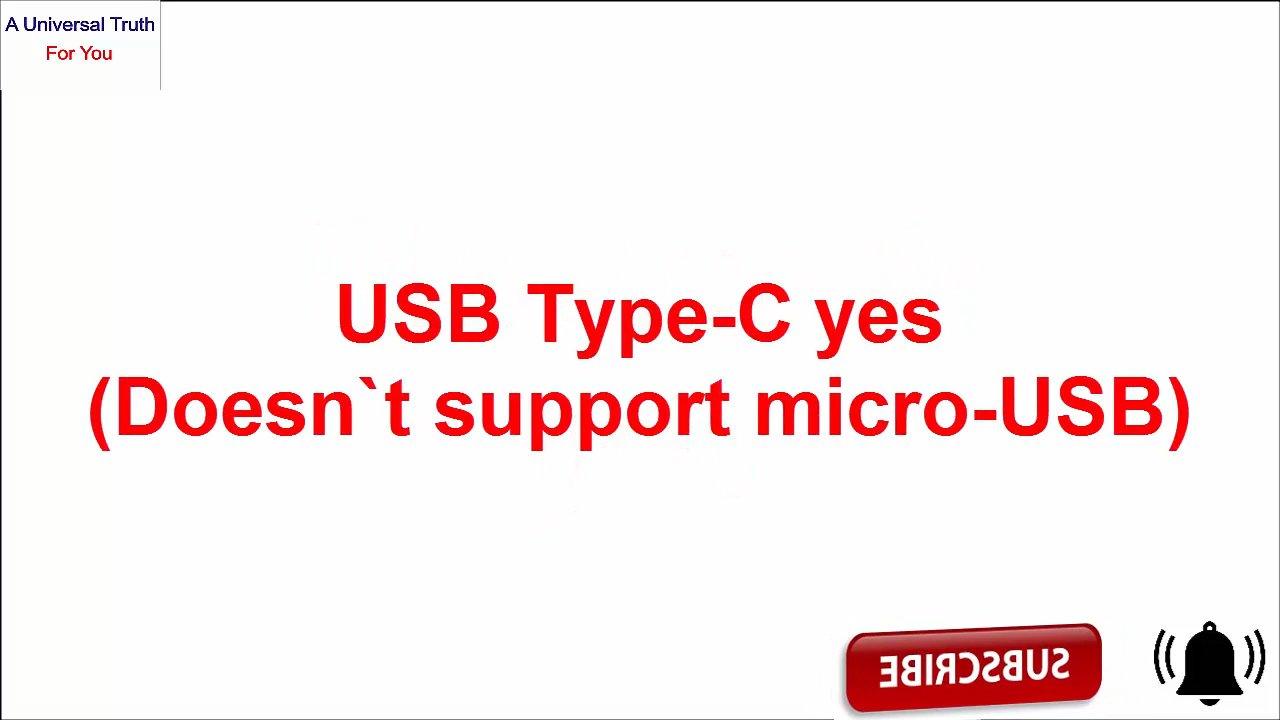 A Universal Truth
For You
USB Type-C yes
(Doesn`t support micro-USB)
SUBSCRIBE